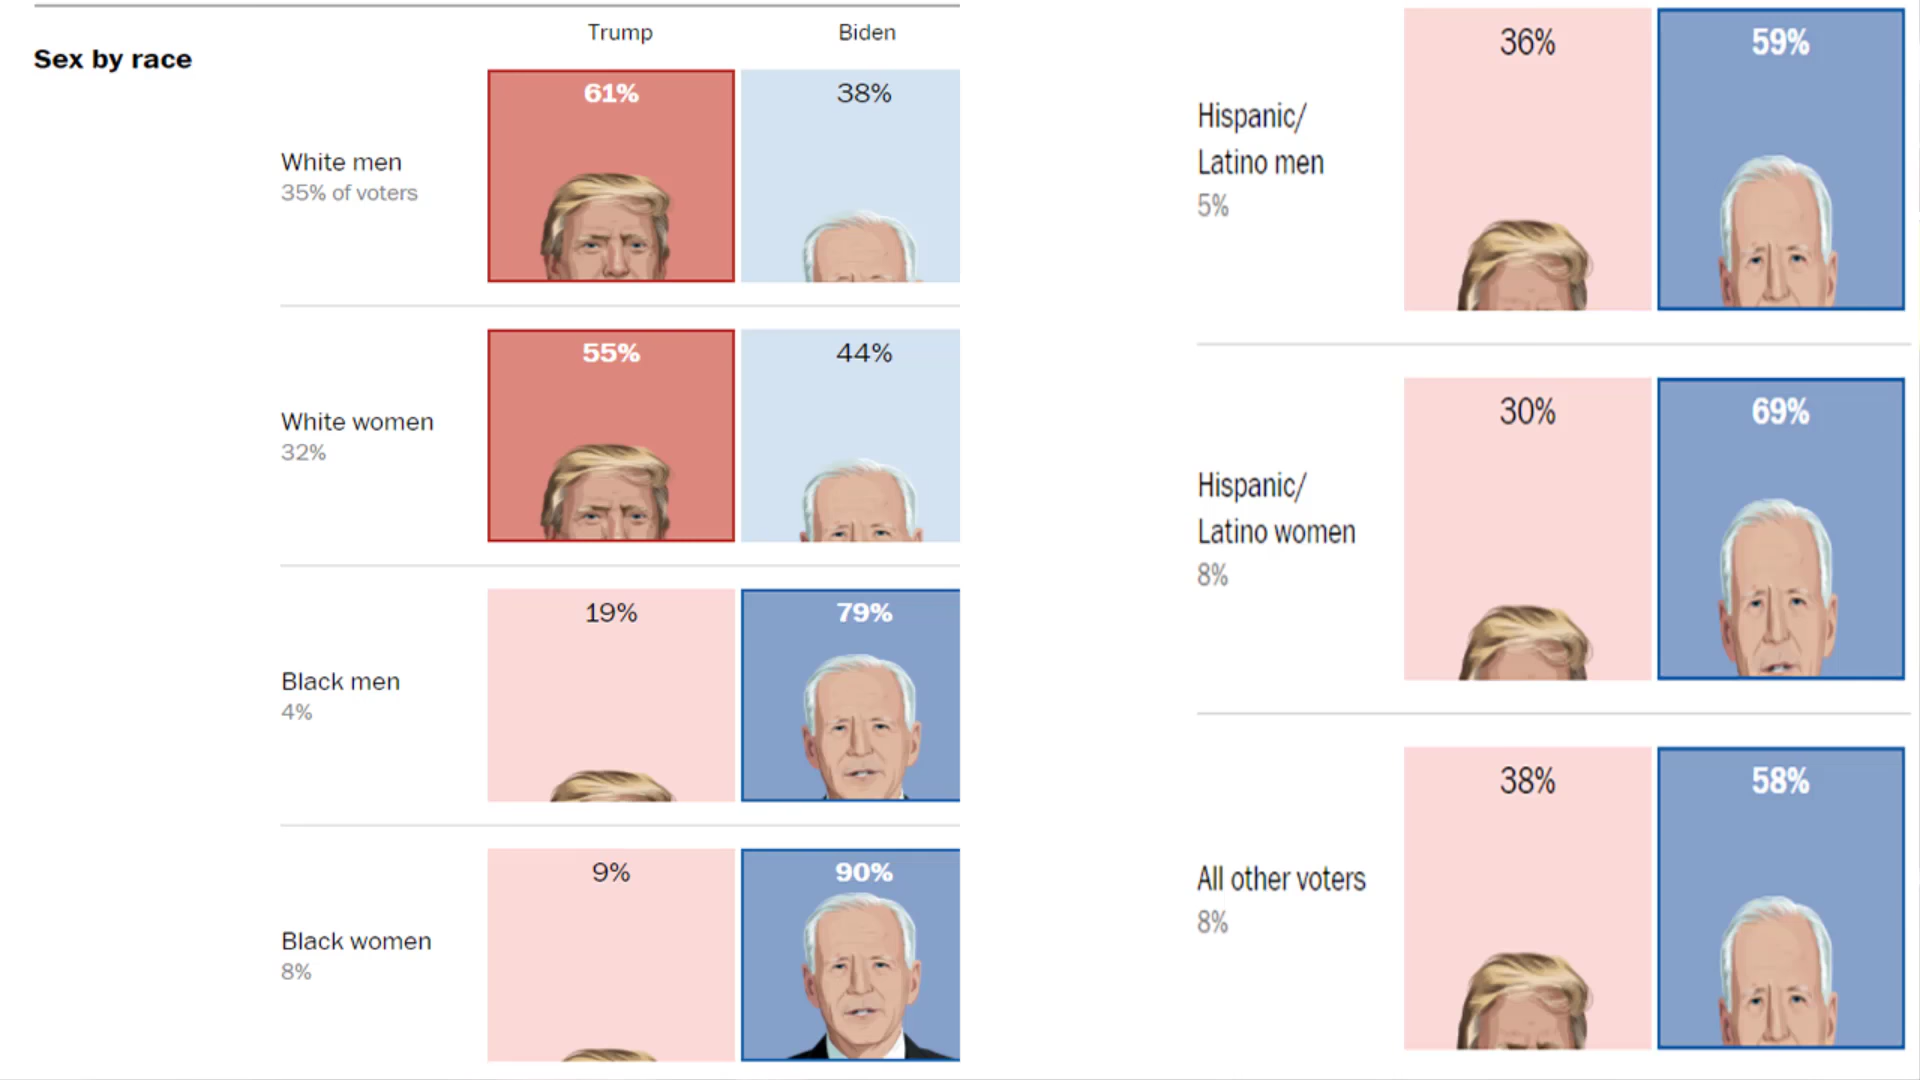 Trump Biden
Sex by race
61% 38%
White men
35% of voters
55% 44%
White women
32%
19% 79%
Black men
4%
9% 90%
Black women
8%
36% 59%
Hispanic/
Latino men
5%
30% 69%
Hispanic/
Latino women
8%
38% 58%
All other voters
8%